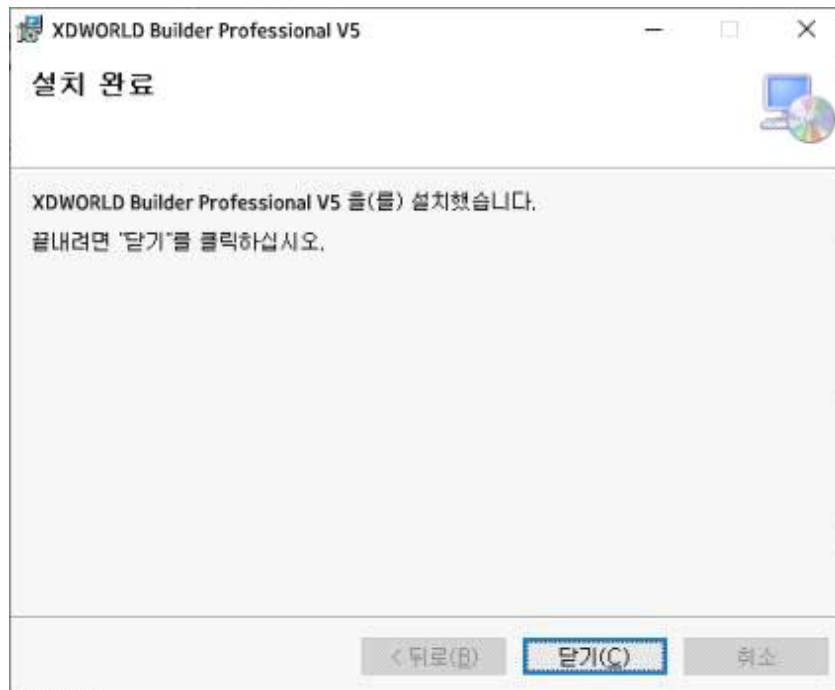 XDWORLD Builder Professional V5
설치 완료
XDWORLD Builder Professional V5 을(를) 설치했습니다.
끝내려면 "닫기"를 클릭하십시오.
< 뒤로(B) 닫기(C) 취소